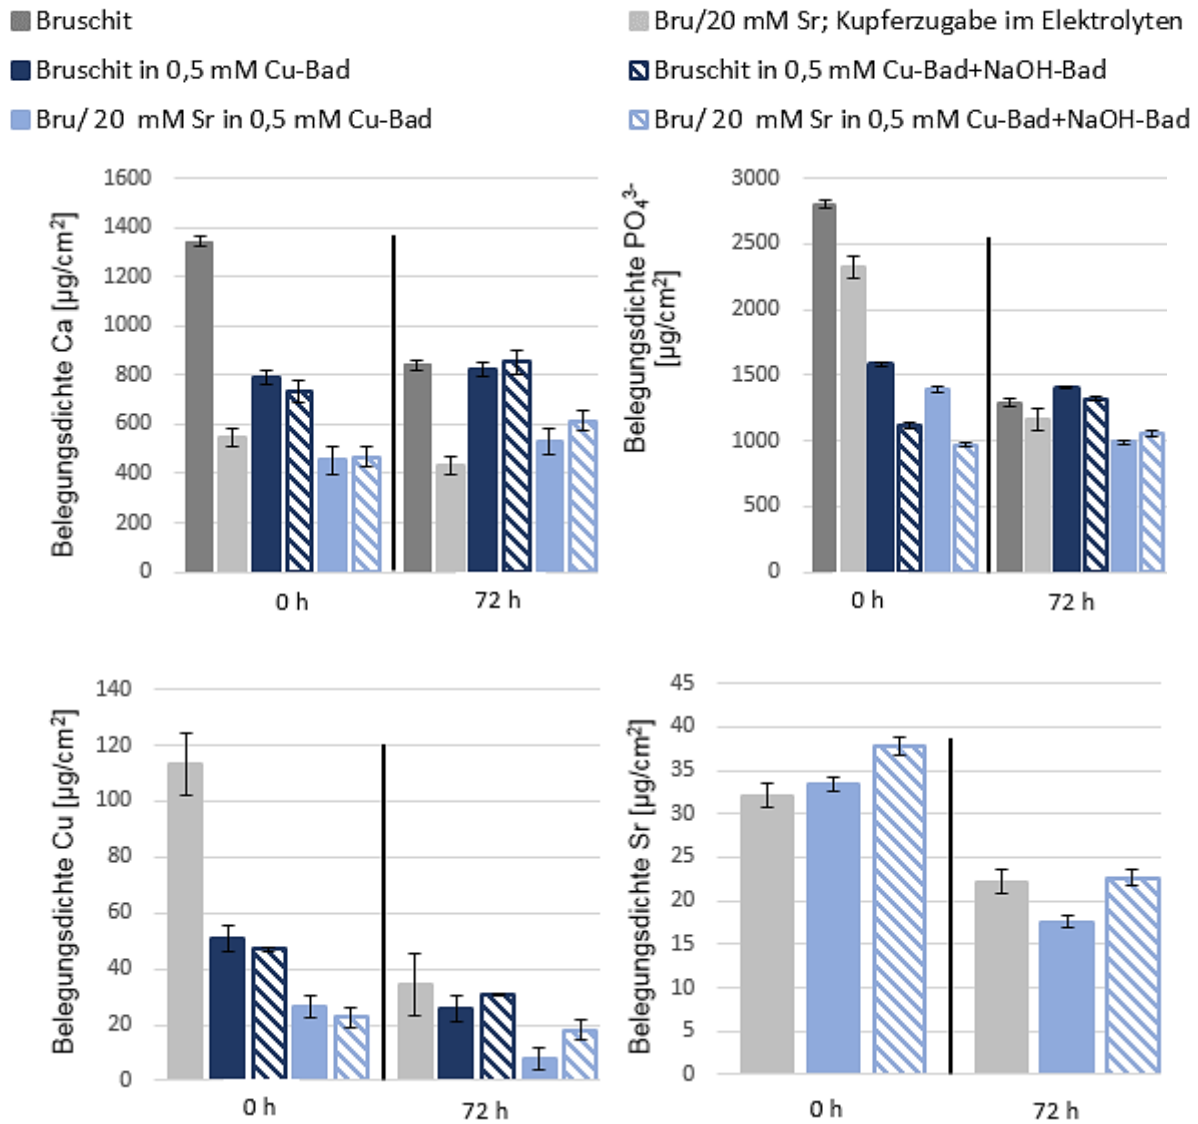 Bruschit
Bru/20 mM Sr; Kupferzugabe im Elektrolyten
Bruschit in 0,5 mM Cu-Bad
Bruschit in 0,5 mM Cu-Bad+NaOH-Bad
Bru/ 20  mM Sr in 0,5 mM Cu-Bad
Bru/ 20  mM Sr in 0,5 mM Cu-Bad+NaOH-Bad
Belegungsdichte Ca [µg/cm²]
1600
1400
1200
1000
800
600
400
200
0
0 h
72 h
Belegungsdichte PO₄³⁻
[µg/cm²]
3000
2500
2000
1500
1000
500
0
0 h
72 h
Belegungsdichte Cu [µg/cm²]
140
120
100
80
60
40
20
0
0 h
72 h
Belegungsdichte Sr [µg/cm²]
45
40
35
30
25
20
15
10
5
0
0 h
72 h